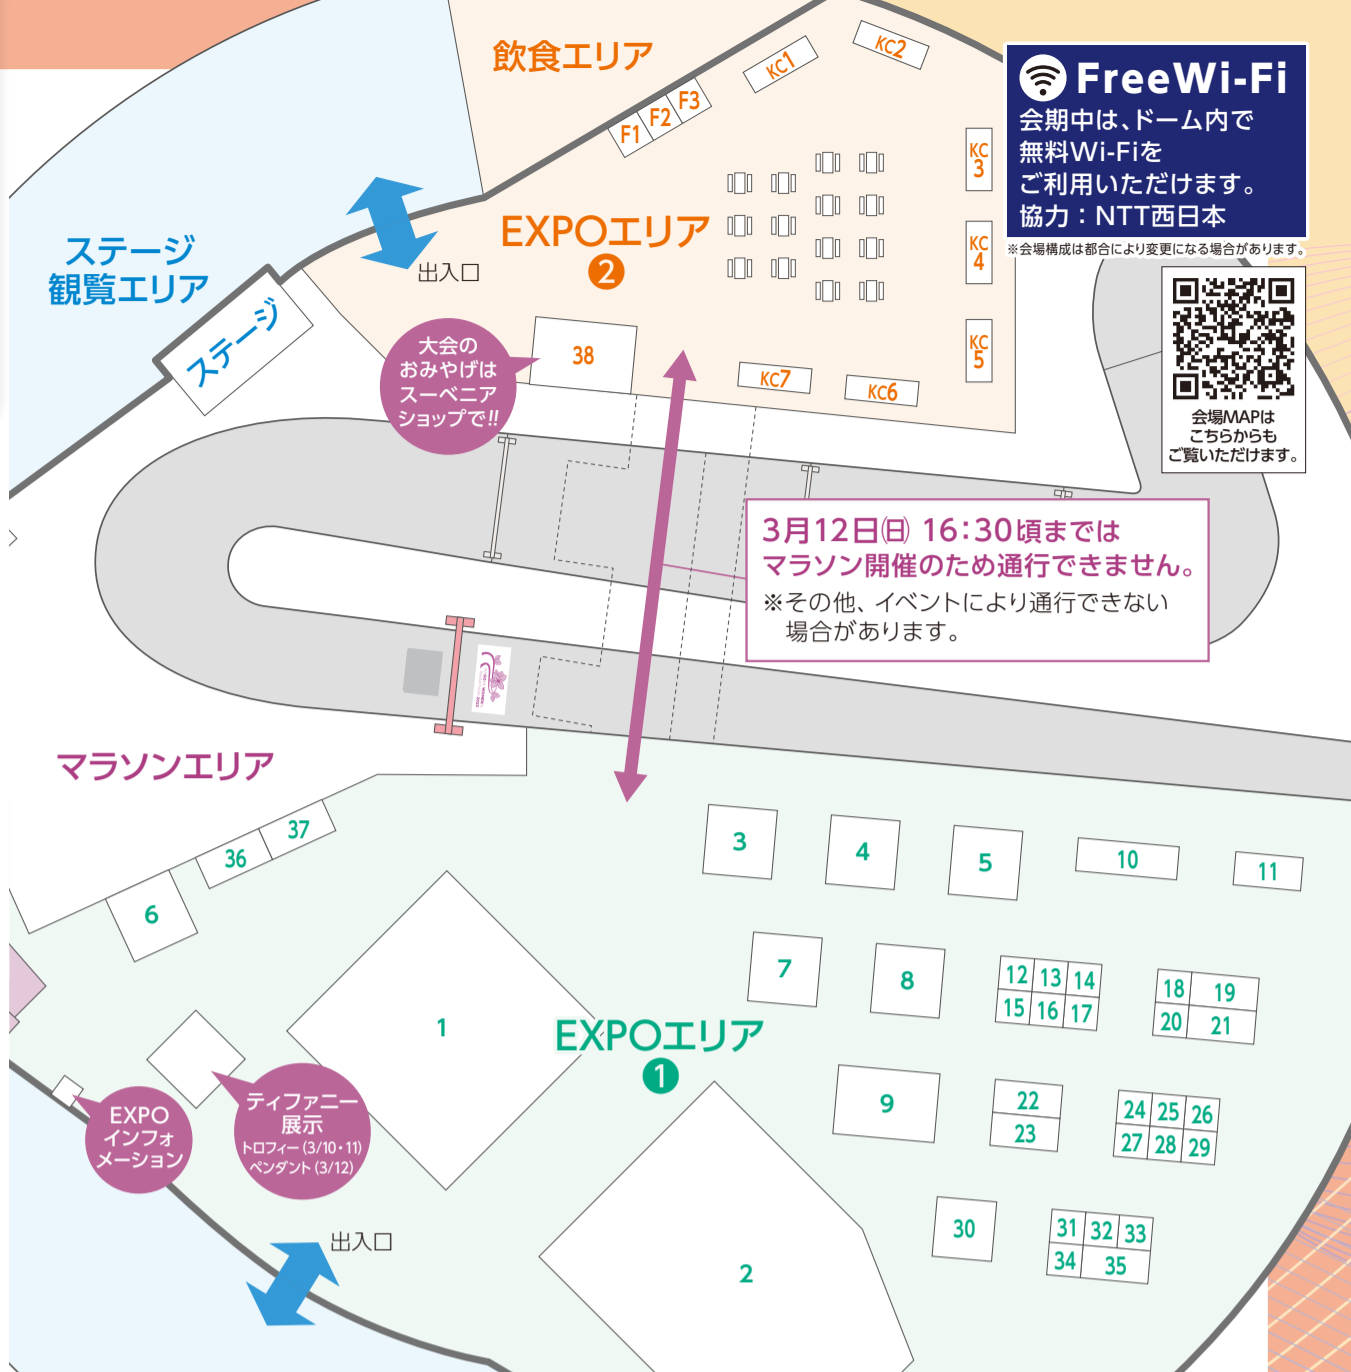 飲食エリア
KC1
KC2
F1
F2
F3
KC
3
KC
4
KC
5
KC6
KC7
FreeWi-Fi
会期中は、ドーム内で
無料Wi-Fiを
ご利用いただけます。
協力：NTT西日本
※会場構成は都合により変更になる場合があります。
会場MAPは
こちらからも
ご覧いただけます。
ステージ
観覧エリア
ステージ
EXPOエリア
2
出入口
大会の
おみやげは
スーベニア
ショップで!!
38
3月12日㈰ 16：30頃までは
マラソン開催のため通行できません。
※その他、イベントにより通行できない
場合があります。
マラソンエリア
37
36
6
3
4
5
10
11
7
8
12 13 14
15 16 17
18 19
20 21
1
EXPOエリア
1
9
22
23
24 25 26
27 28 29
30
31 32 33
34 35
2
EXPO
インフォ
メーション
ティファニー
展示
トロフィー（3/10・11）
ペンダント（3/12）
出入口